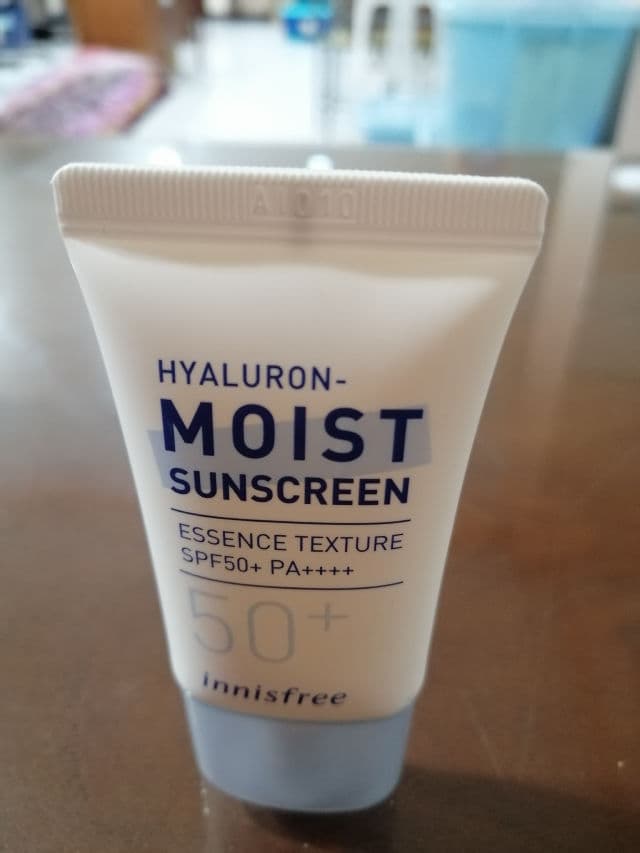 HYALURON-
MOIST
SUNSCREEN
ESSENCE TEXTURE
SPF50+ PA++++
50+
innisfree